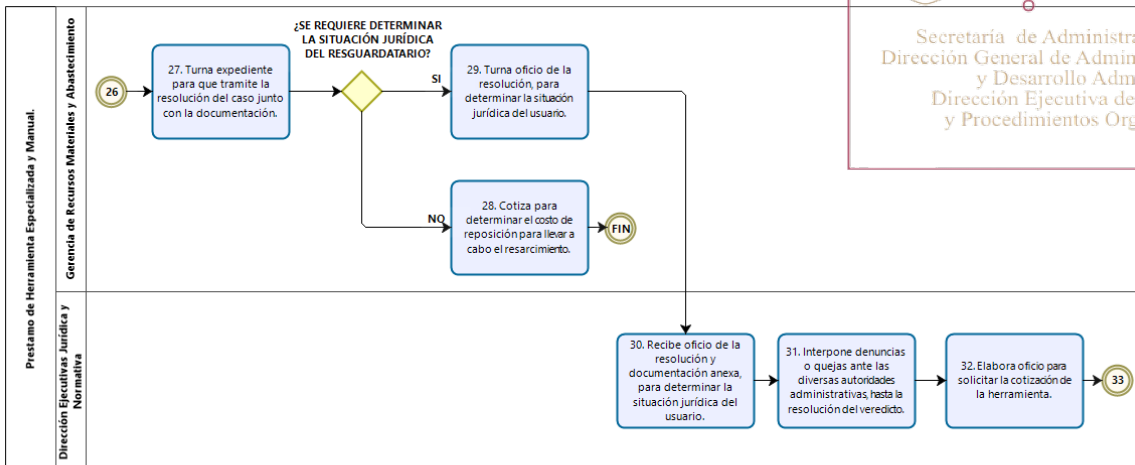 Prestamo de Herramienta Especializada y Manual.
Gerencia de Recursos Materiales y Abastecimiento
¿SE REQUIERE DETERMINAR
LA SITUACIÓN JURÍDICA
DEL RESGUARDATARIO?
26
27. Turna expediente
para que tramite la
resolución del caso junto
con la documentación.
SI
29. Turna oficio de la
resolución, para
determinar la situación
jurídica del usuario.
NO
28. Cotiza para
determinar el costo de
reposición para llevar a
cabo el resarcimiento.
FIN
Secretaría de Administra
Dirección General de Admin
y Desarrollo Adm
Dirección Ejecutiva de
y Procedimientos Org
Dirección Ejecutivas Jurídica y
Normativa
30. Recibe oficio de la
resolución y
documentación anexa,
para determinar la
situación jurídica del
usuario.
31. Interpone denuncias
o quejas ante las
diversas autoridades
administrativas, hasta la
resolución del veredicto.
32. Elabora oficio para
solicitar la cotización de
la herramienta.
33